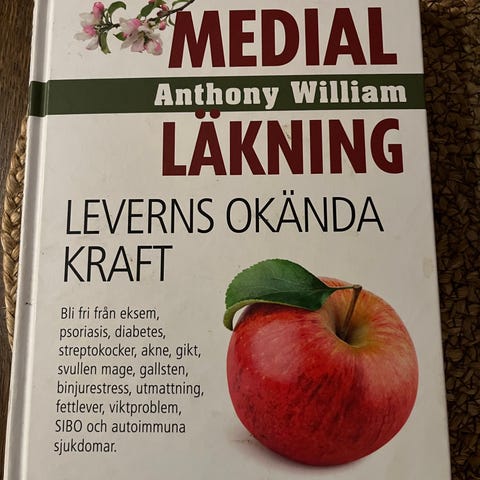 MEDIAL
Anthony William
LÄKNING
LEVERNS OKÄNDA
KRAFT
Bli fri från eksem,
psoriasis, diabetes,
streptokocker, akne, gikt,
svullen mage, gallsten,
binjurestress, utmattning,
fettlever, viktproblem,
SIBO och autoimmuna
sjukdomar.